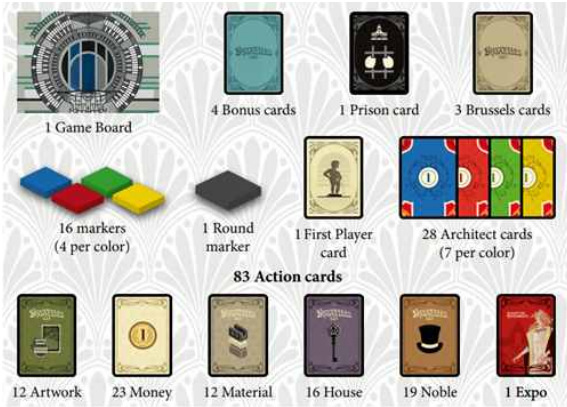 1 Game Board
4 Bonus cards
1 Prison card
3 Brussels cards
16 markers
(4 per color)
1 Round
marker
1 First Player
card
28 Architect cards
(7 per color)
83 Action cards
12 Artwork
23 Money
12 Material
16 House
19 Noble
1 Expo